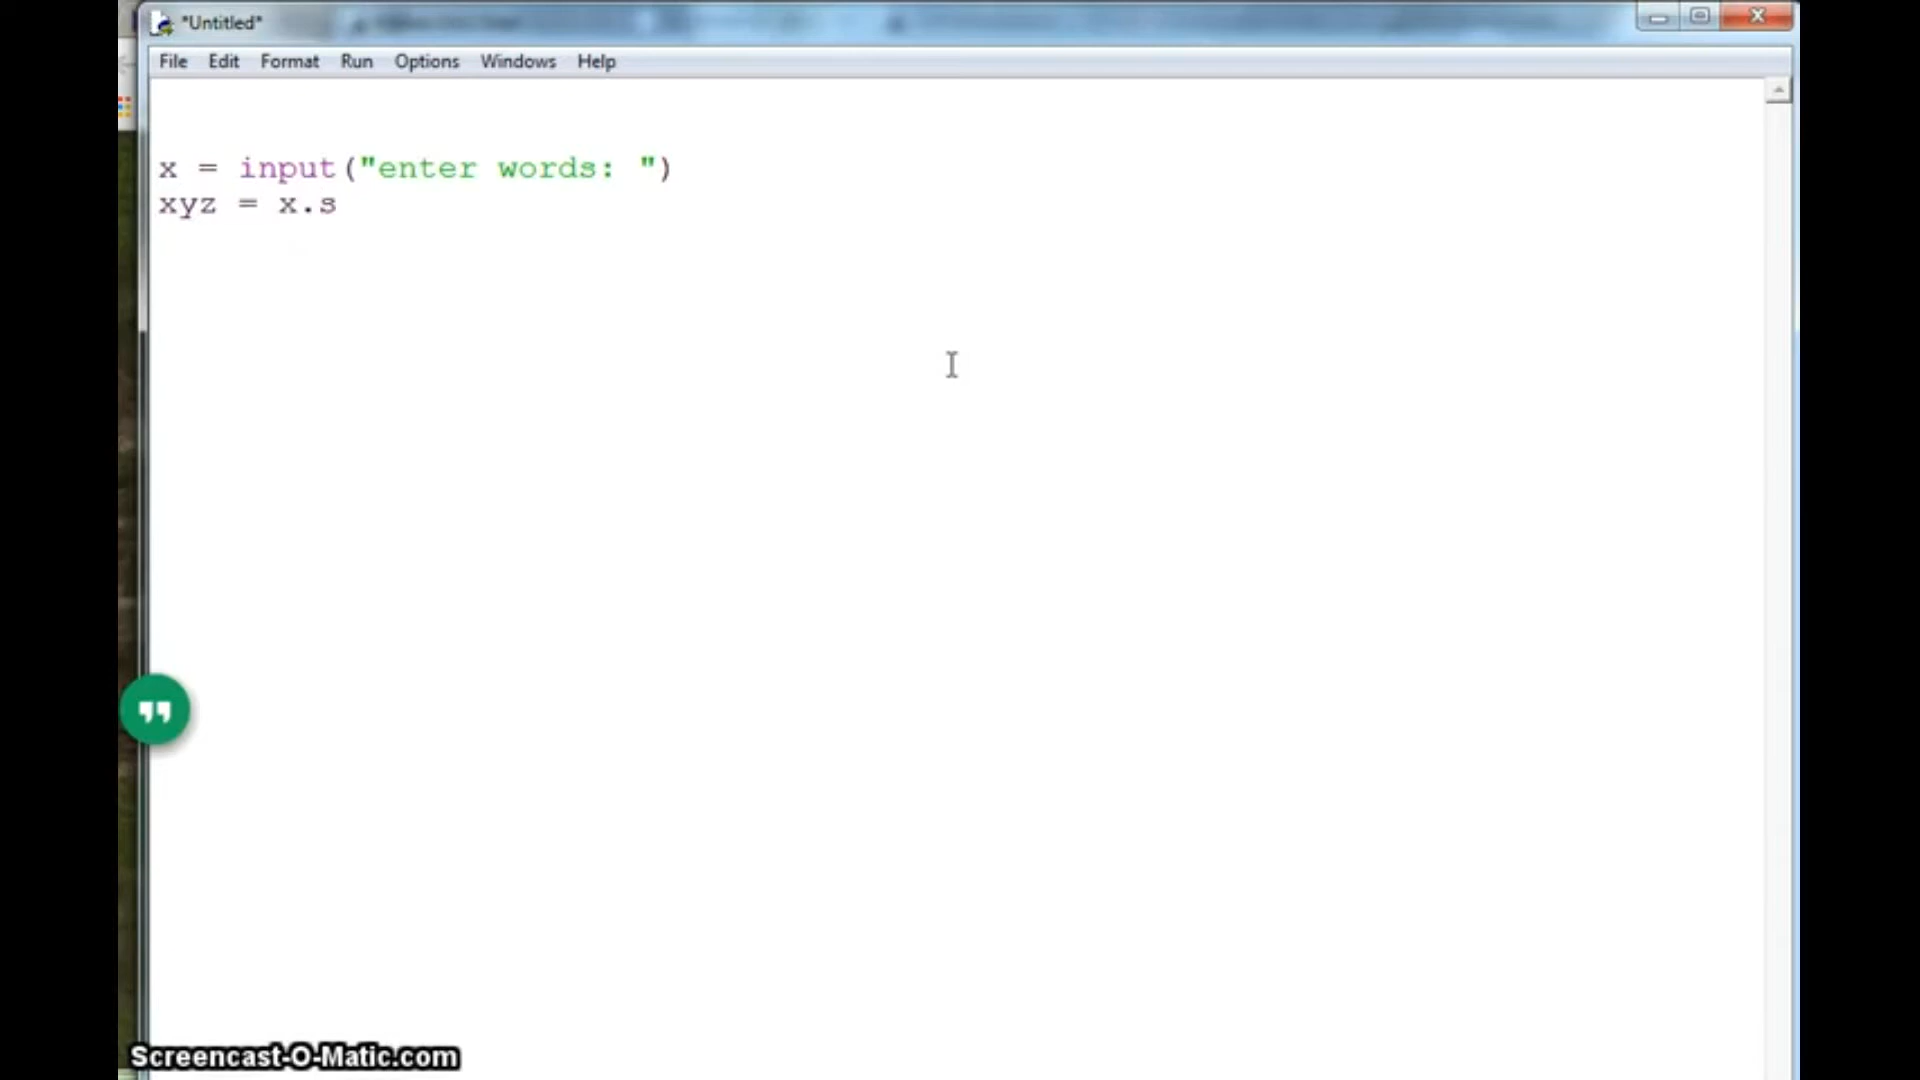 *Untitled*
File Edit Format Run Options Windows Help
x = input("enter words: ")
xyz = x.s
Screencast-O-Matic.com